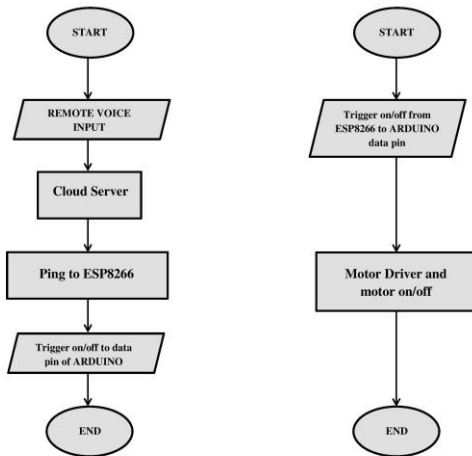 START
REMOTE VOICE
INPUT
Cloud Server
Ping to ESP8266
Trigger on/off to data
pin of ARDUINO
END
START
Trigger on/off from
ESP8266 to ARDUINO
data pin
Motor Driver and
motor on/off
END